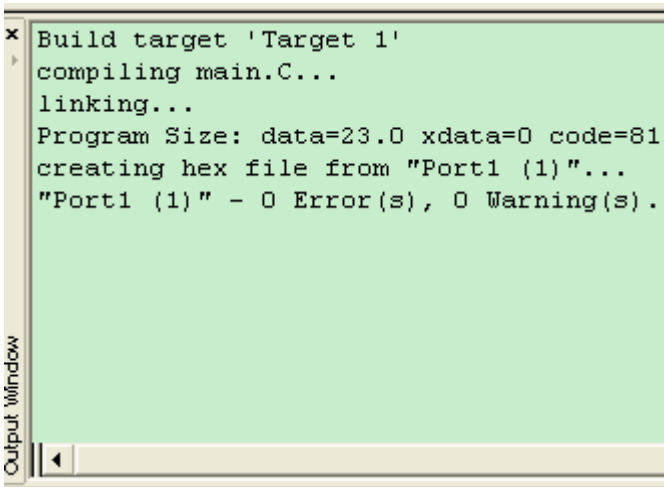 Build target 'Target 1'
compiling main.C...
linking...
Program Size: data=23.0 xdata=0 code=81
creating hex file from "Port1 (1)"...
"Port1 (1)" - 0 Error(s), 0 Warning(s).
Output Window